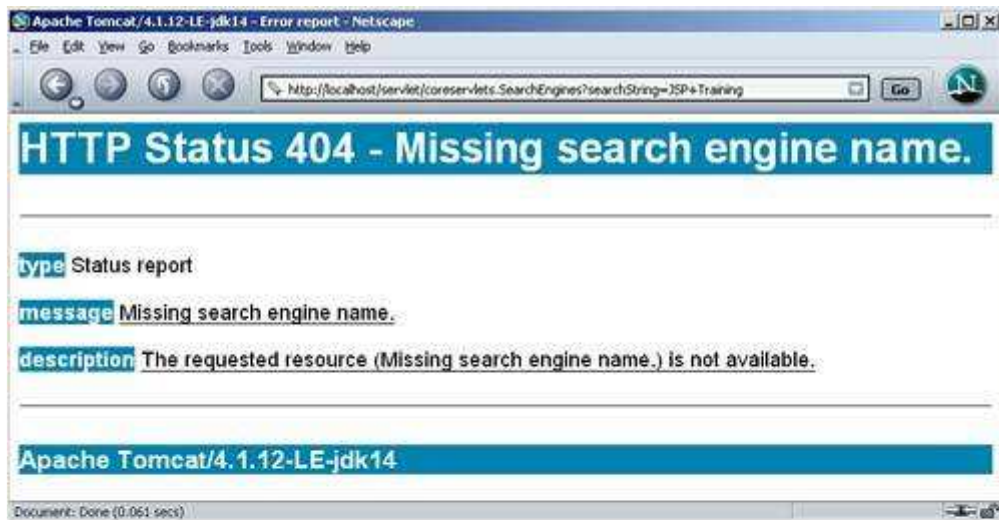 Apache Tomcat/4.1.12-LE-jdk14 - Error report - Netscape
File Edit View Go Bookmarks Tools Window Help
http://localhost/servlet/coreservlets.SearchEngines?searchString=JSP+Training Go N
HTTP Status 404 - Missing search engine name.
type Status report
message Missing search engine name.
description The requested resource (Missing search engine name.) is not available.
Apache Tomcat/4.1.12-LE-jdk14
Document: Done (0.061 secs)